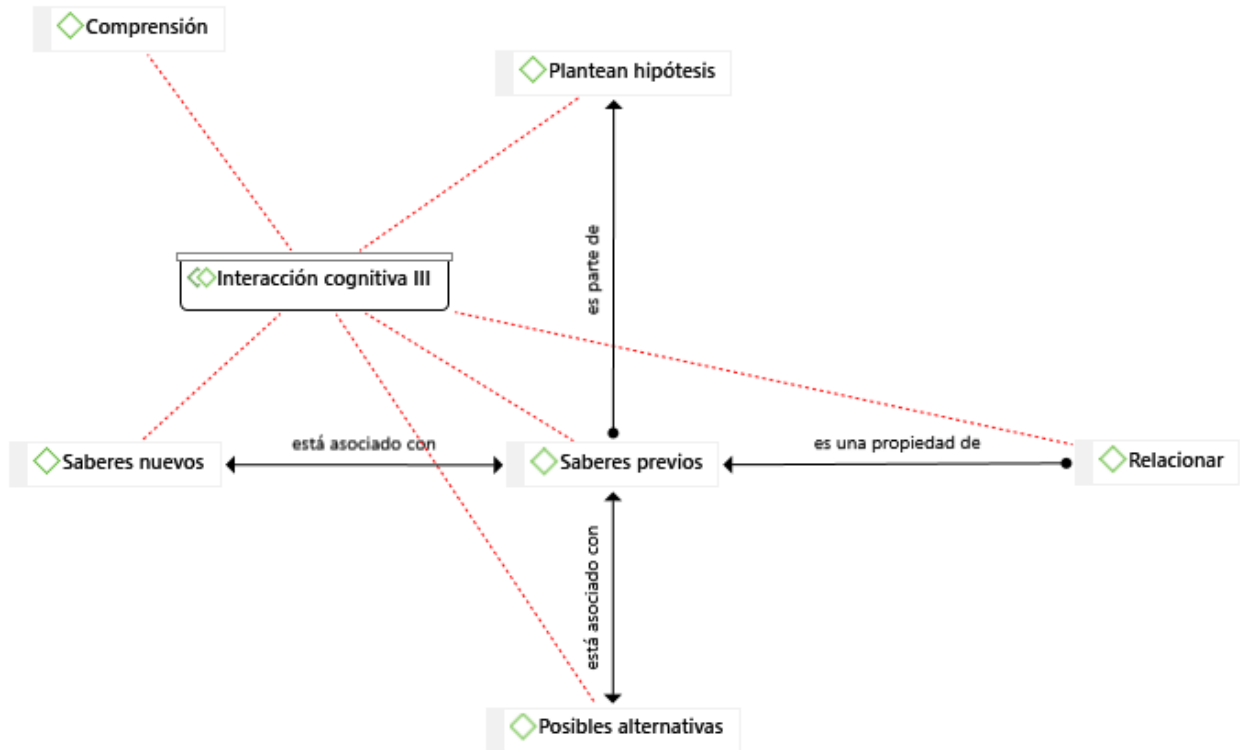 Comprensión
Plantean hipótesis
es parte de
Interacción cognitiva III
Saberes nuevos
está asociado con
Saberes previos
es una propiedad de
Relacionar
está asociado con
Posibles alternativas